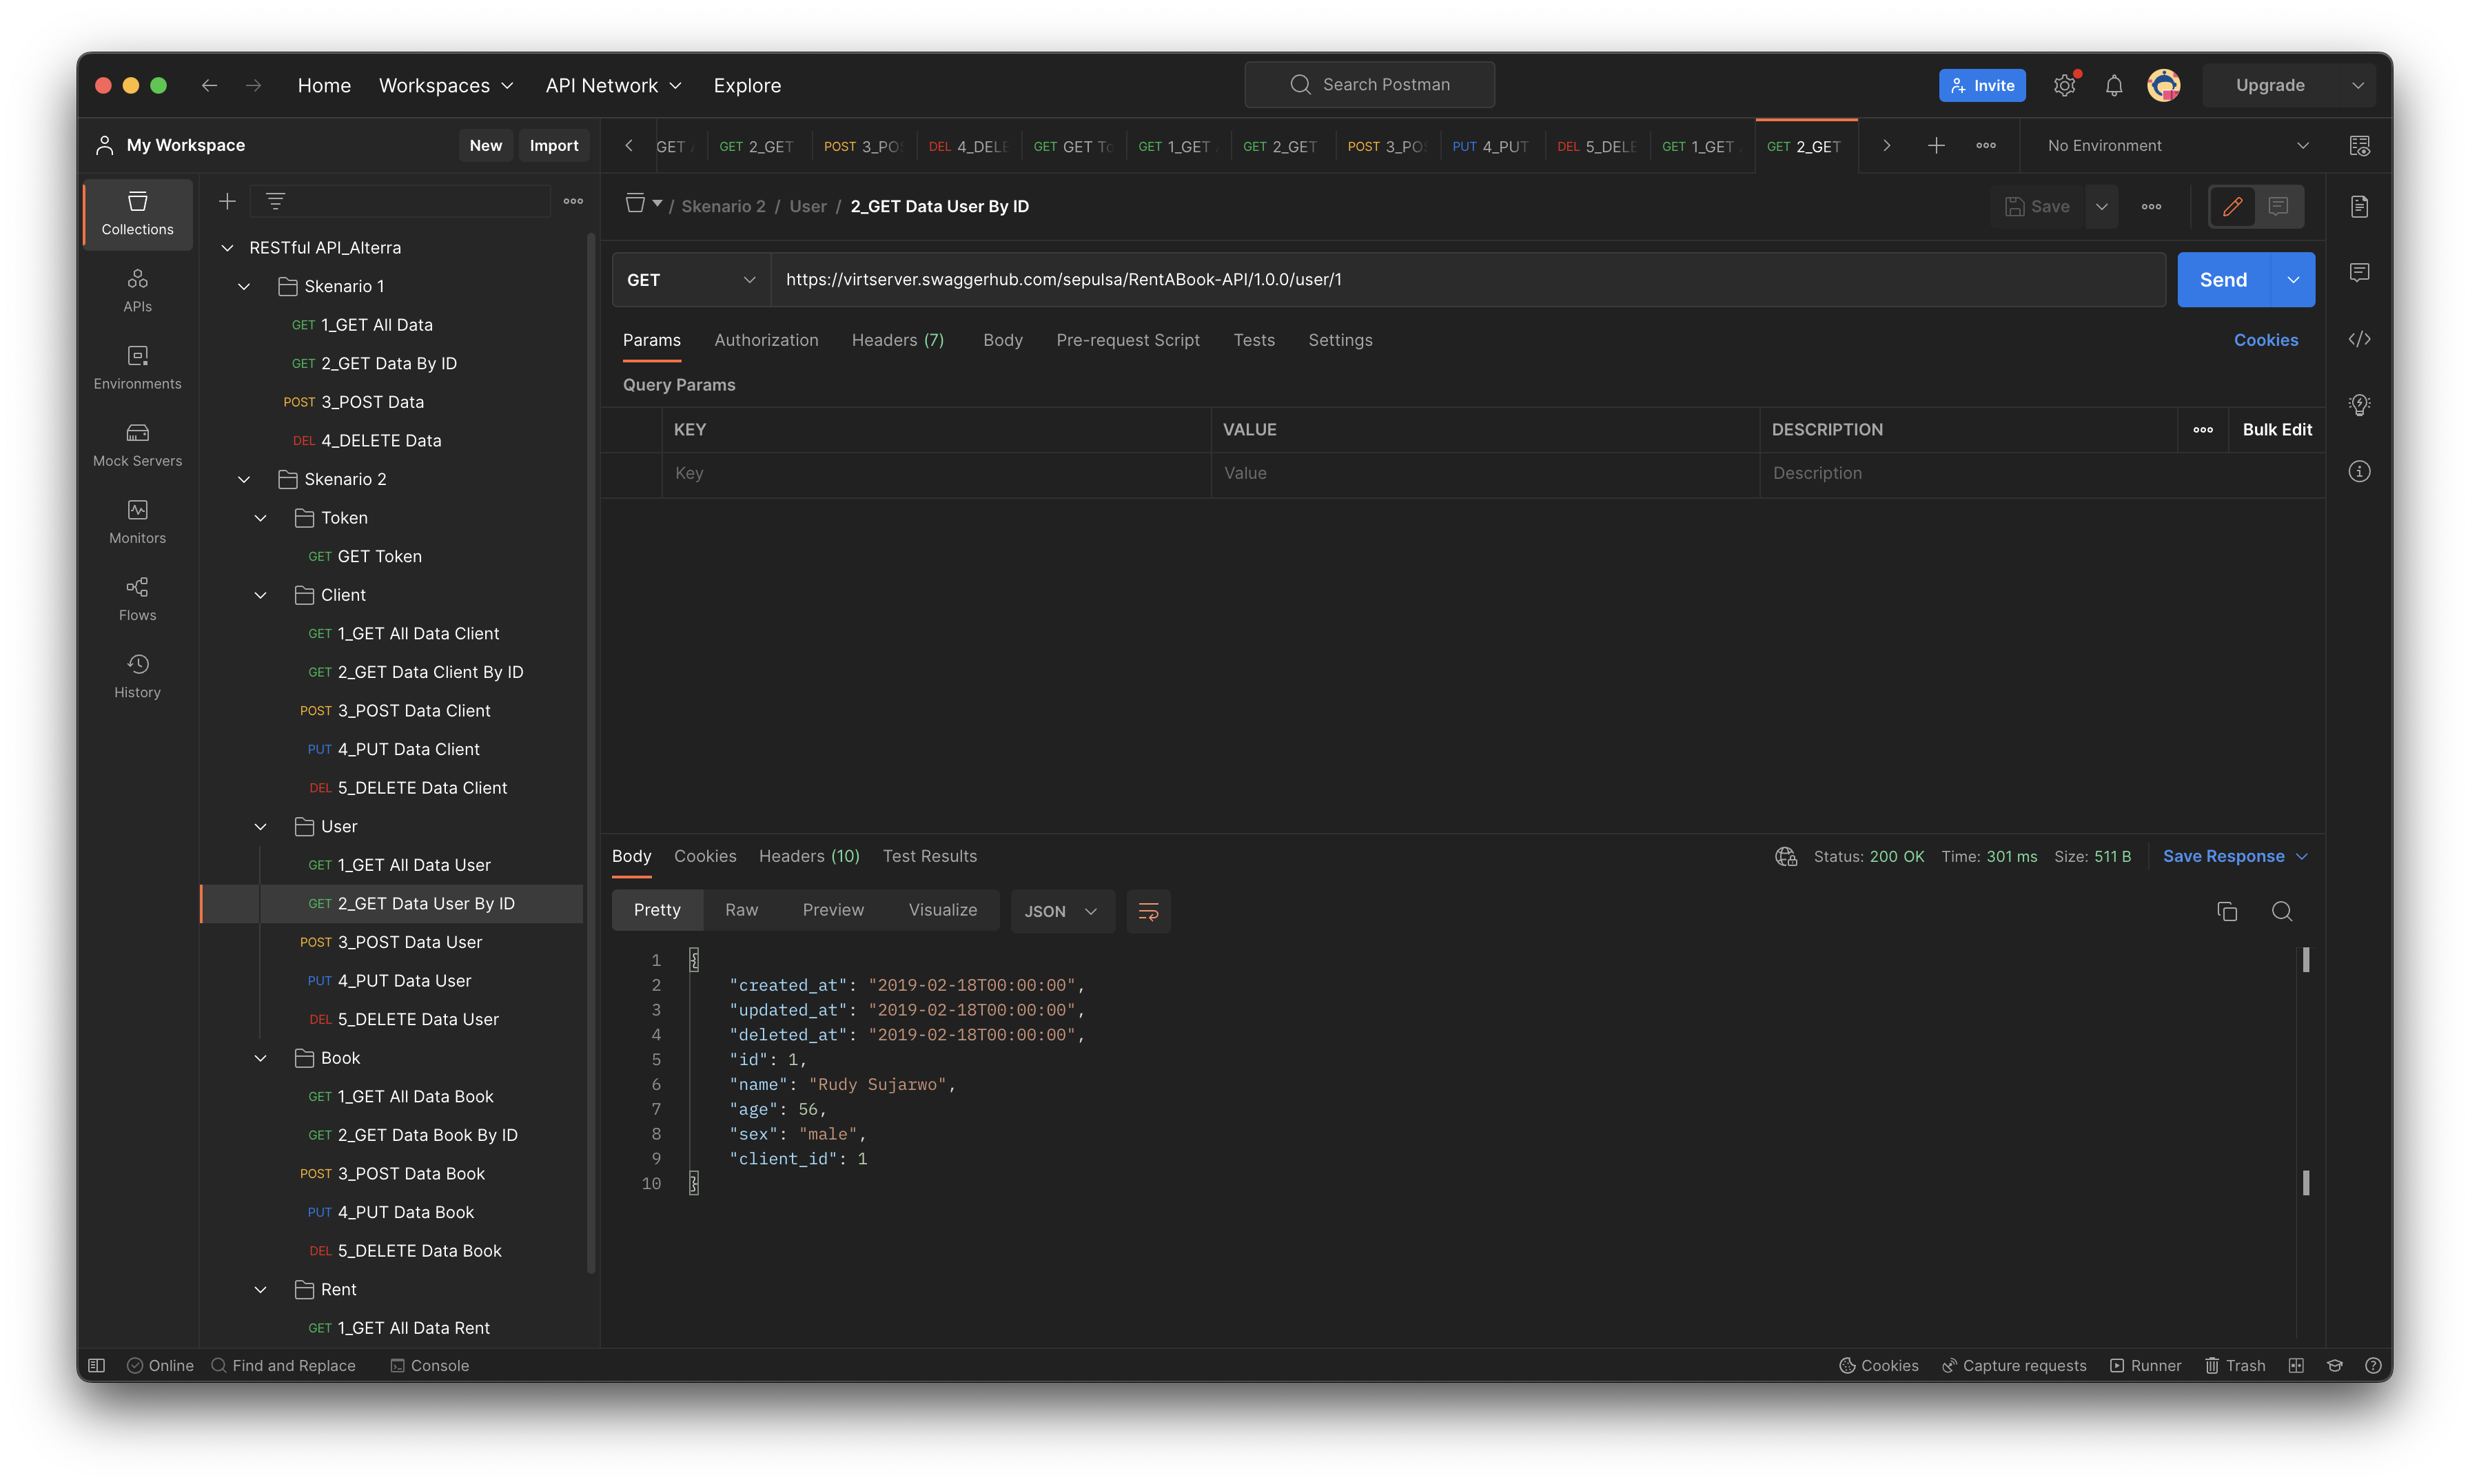 Home Workspaces API Network Explore Search Postman Invite Upgrade
My Workspace New Import
GET GET 2_GET POST 3_PO DEL 4_DELE GET GET To GET 1_GET GET 2_GET POST 3_PO PUT 4_PUT DEL 5_DELE GET 1_GET GET 2_GET No Environment
Collections
APIs
Environments
Mock Servers
Monitors
Flows
History
RESTful API_Alterra
Skenario 1
GET 1_GET All Data
GET 2_GET Data By ID
POST 3_POST Data
DEL 4_DELETE Data
Skenario 2
Token
GET GET Token
Client
GET 1_GET All Data Client
GET 2_GET Data Client By ID
POST 3_POST Data Client
PUT 4_PUT Data Client
DEL 5_DELETE Data Client
User
GET 1_GET All Data User
GET 2_GET Data User By ID
POST 3_POST Data User
PUT 4_PUT Data User
DEL 5_DELETE Data User
Book
GET 1_GET All Data Book
GET 2_GET Data Book By ID
POST 3_POST Data Book
PUT 4_PUT Data Book
DEL 5_DELETE Data Book
Rent
GET 1_GET All Data Rent
/ Skenario 2 / User / 2_GET Data User By ID Save
GET https://virtserver.swaggerhub.com/sepulsa/RentABook-API/1.0.0/user/1 Send
Params Authorization Headers (7) Body Pre-request Script Tests Settings Cookies
Query Params
KEY VALUE DESCRIPTION Bulk Edit
Key Value Description
Body Cookies Headers (10) Test Results Status: 200 OK Time: 301 ms Size: 511 B Save Response
Pretty Raw Preview Visualize JSON
1 {
2 "created_at": "2019-02-18T00:00:00",
3 "updated_at": "2019-02-18T00:00:00",
4 "deleted_at": "2019-02-18T00:00:00",
5 "id": 1,
6 "name": "Rudy Sujarwo",
7 "age": 56,
8 "sex": "male",
9 "client_id": 1
10 }
Online Find and Replace Console Cookies Capture requests Runner Trash